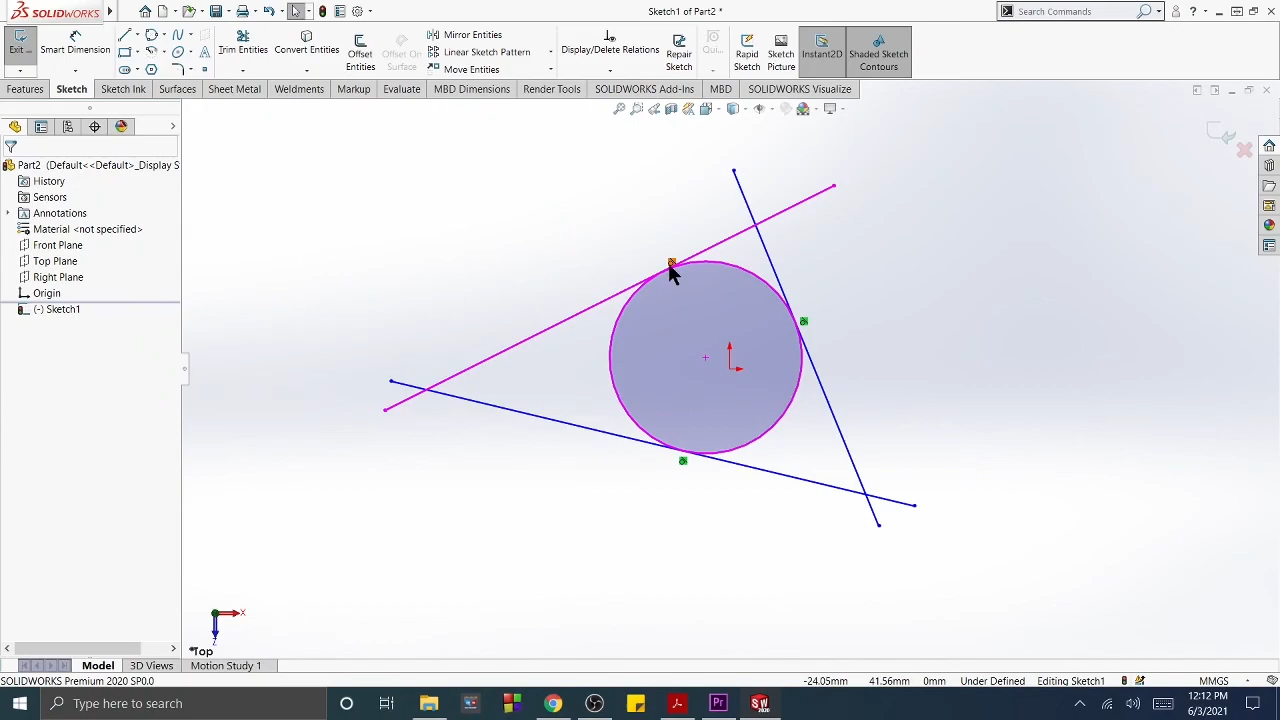 SOLIDWORKS
Sketch1 of Part2 *
Search Commands
Exit ...
Smart Dimension
Trim Entities
Convert Entities
Offset Entities
Offset On Surface
Mirror Entities
Linear Sketch Pattern
Move Entities
Display/Delete Relations
Repair Sketch
Qui...
Rapid Sketch
Sketch Picture
Instant2D
Shaded Sketch Contours
Features
Sketch
Sketch Ink
Surfaces
Sheet Metal
Weldments
Markup
Evaluate
MBD Dimensions
Render Tools
SOLIDWORKS Add-Ins
MBD
SOLIDWORKS Visualize
Part2 (Default<<Default>_Display S
History
Sensors
Annotations
Material <not specified>
Front Plane
Top Plane
Right Plane
Origin
(-) Sketch1
X
Z
*Top
Model
3D Views
Motion Study 1
SOLIDWORKS Premium 2020 SP0.0
-24.05mm
41.56mm
0mm
Under Defined
Editing Sketch1
MMGS
Type here to search
12:12 PM
6/3/2021